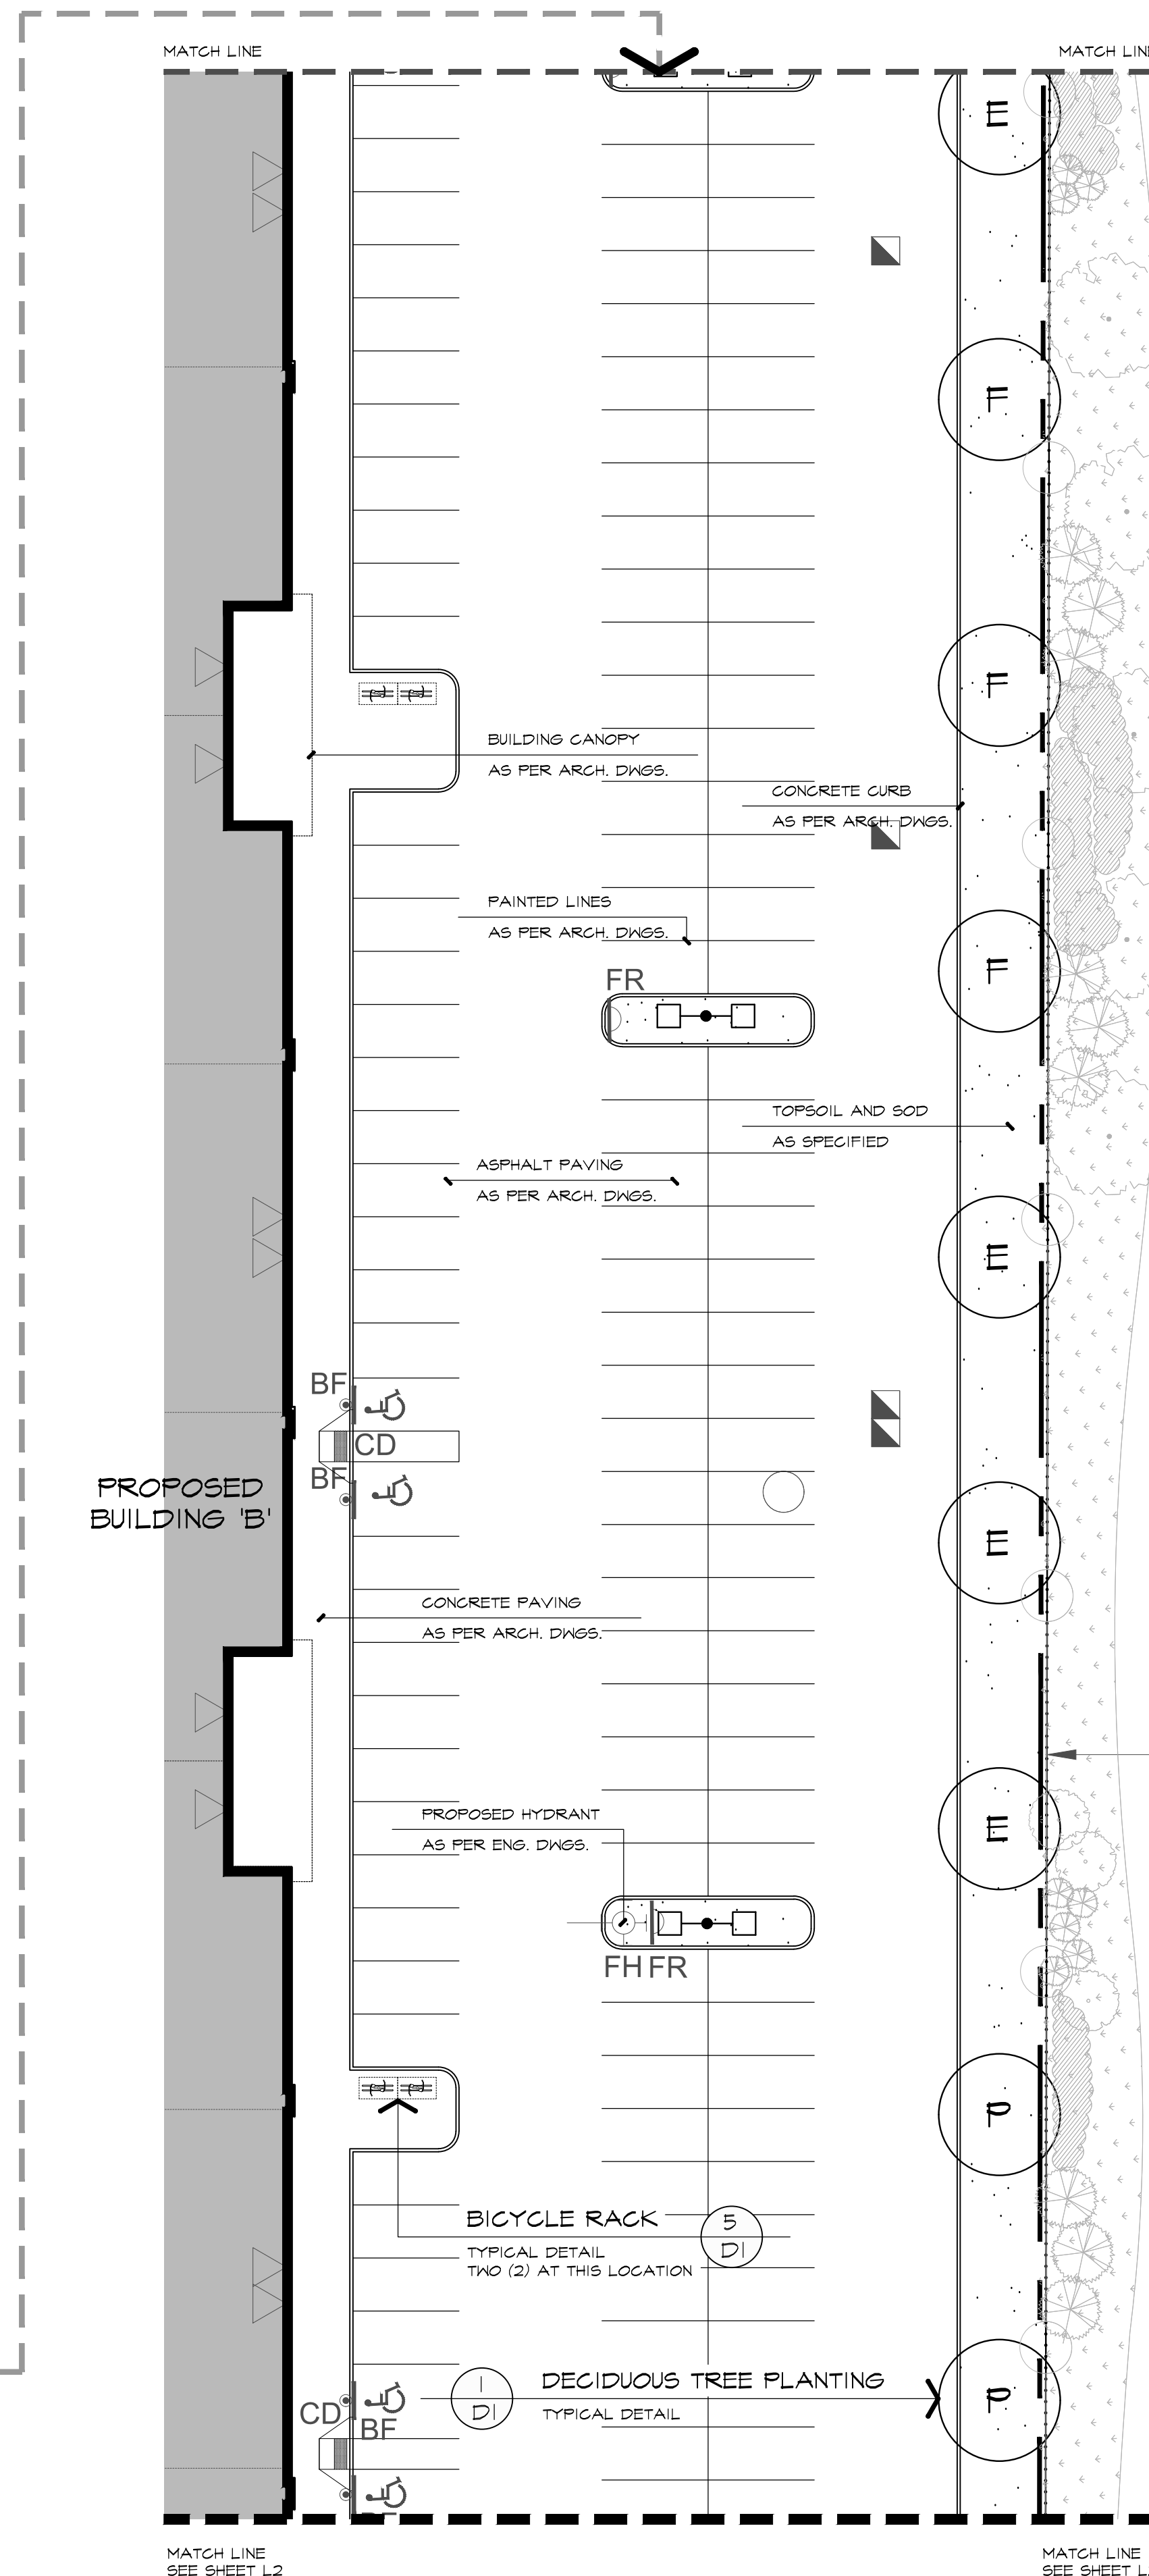 MATCH LINE
MATCH LINE
E
F
F
BUILDING CANOPY
AS PER ARCH. DWGS.
CONCRETE CURB
AS PER ARCH. DWGS.
PAINTED LINES
AS PER ARCH. DWGS.
F
FR
TOPSOIL AND SOD
AS SPECIFIED
ASPHALT PAVING
AS PER ARCH. DWGS.
E
BF
CD
BF
PROPOSED
BUILDING 'B'
E
CONCRETE PAVING
AS PER ARCH. DWGS.
PROPOSED HYDRANT
AS PER ENG. DWGS.
E
FH FR
P
BICYCLE RACK
5
D1
TYPICAL DETAIL
TWO (2) AT THIS LOCATION
1
D1
DECIDUOUS TREE PLANTING
TYPICAL DETAIL
P
CD
BF
MATCH LINE
SEE SHEET L2
MATCH LINE
SEE SHEET